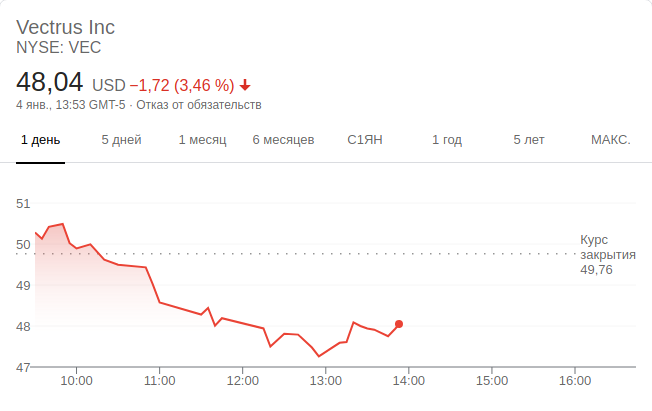 Vectrus Inc
NYSE: VEC
48,04 USD −1,72 (3,46 %)
4 янв., 13:53 GMT-5 · Отказ от обязательств
1 день 5 дней 1 месяц 6 месяцев С1ЯН 1 год 5 лет МАКС.
51
50
49
48
47
Курс
закрытия
49,76
10:00 11:00 12:00 13:00 14:00 15:00 16:00